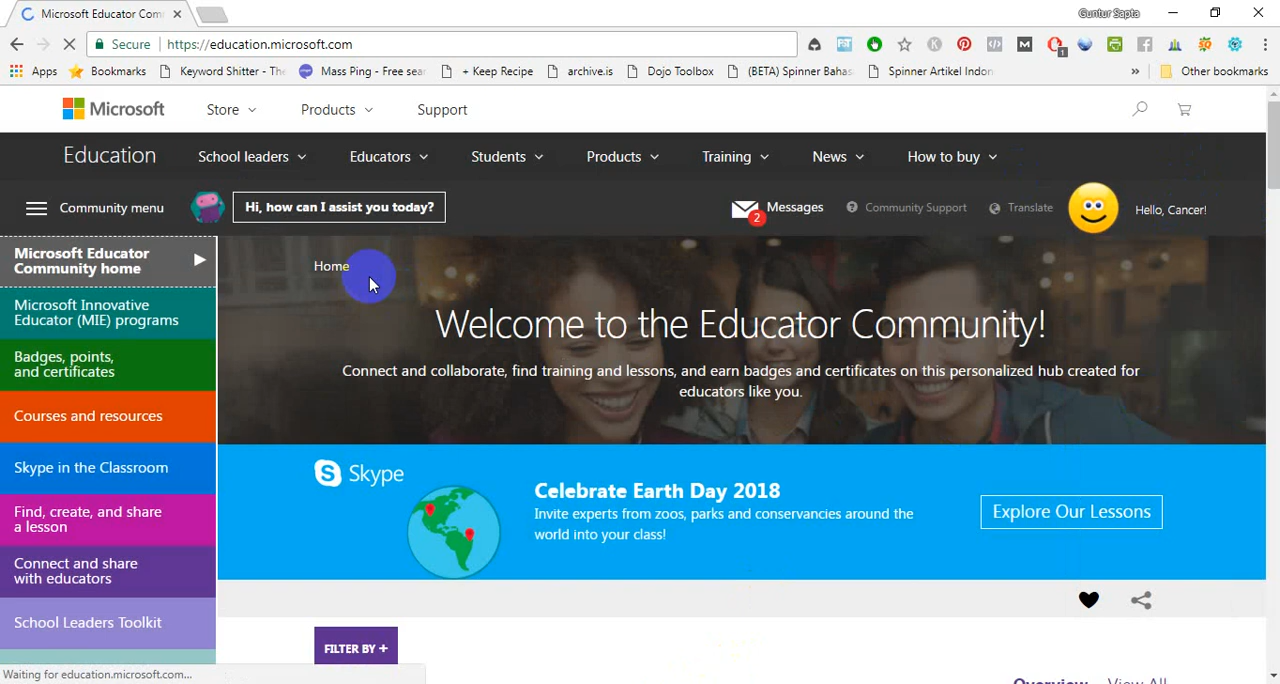 Microsoft Educator Com
Guntur Sapta
Secure https://education.microsoft.com
1
Apps Bookmarks Keyword Shitter - The Mass Ping - Free sear + Keep Recipe archive.is Dojo Toolbox (BETA) Spinner Bahas Spinner Artikel Indon » Other bookmarks
Microsoft Store Products Support
Education School leaders Educators Students Products Training News How to buy
Community menu Hi, how can I assist you today? 2 Messages Community Support Translate Hello, Cancer!
Microsoft Educator
Community home
Microsoft Innovative
Educator (MIE) programs
Badges, points,
and certificates
Courses and resources
Skype in the Classroom
Find, create, and share
a lesson
Connect and share
with educators
School Leaders Toolkit
Home
Welcome to the Educator Community!
Connect and collaborate, find training and lessons, and earn badges and certificates on this personalized hub created for
educators like you.
Skype
Celebrate Earth Day 2018
Invite experts from zoos, parks and conservancies around the
world into your class!
Explore Our Lessons
FILTER BY +
Overview View All
Waiting for education.microsoft.com...